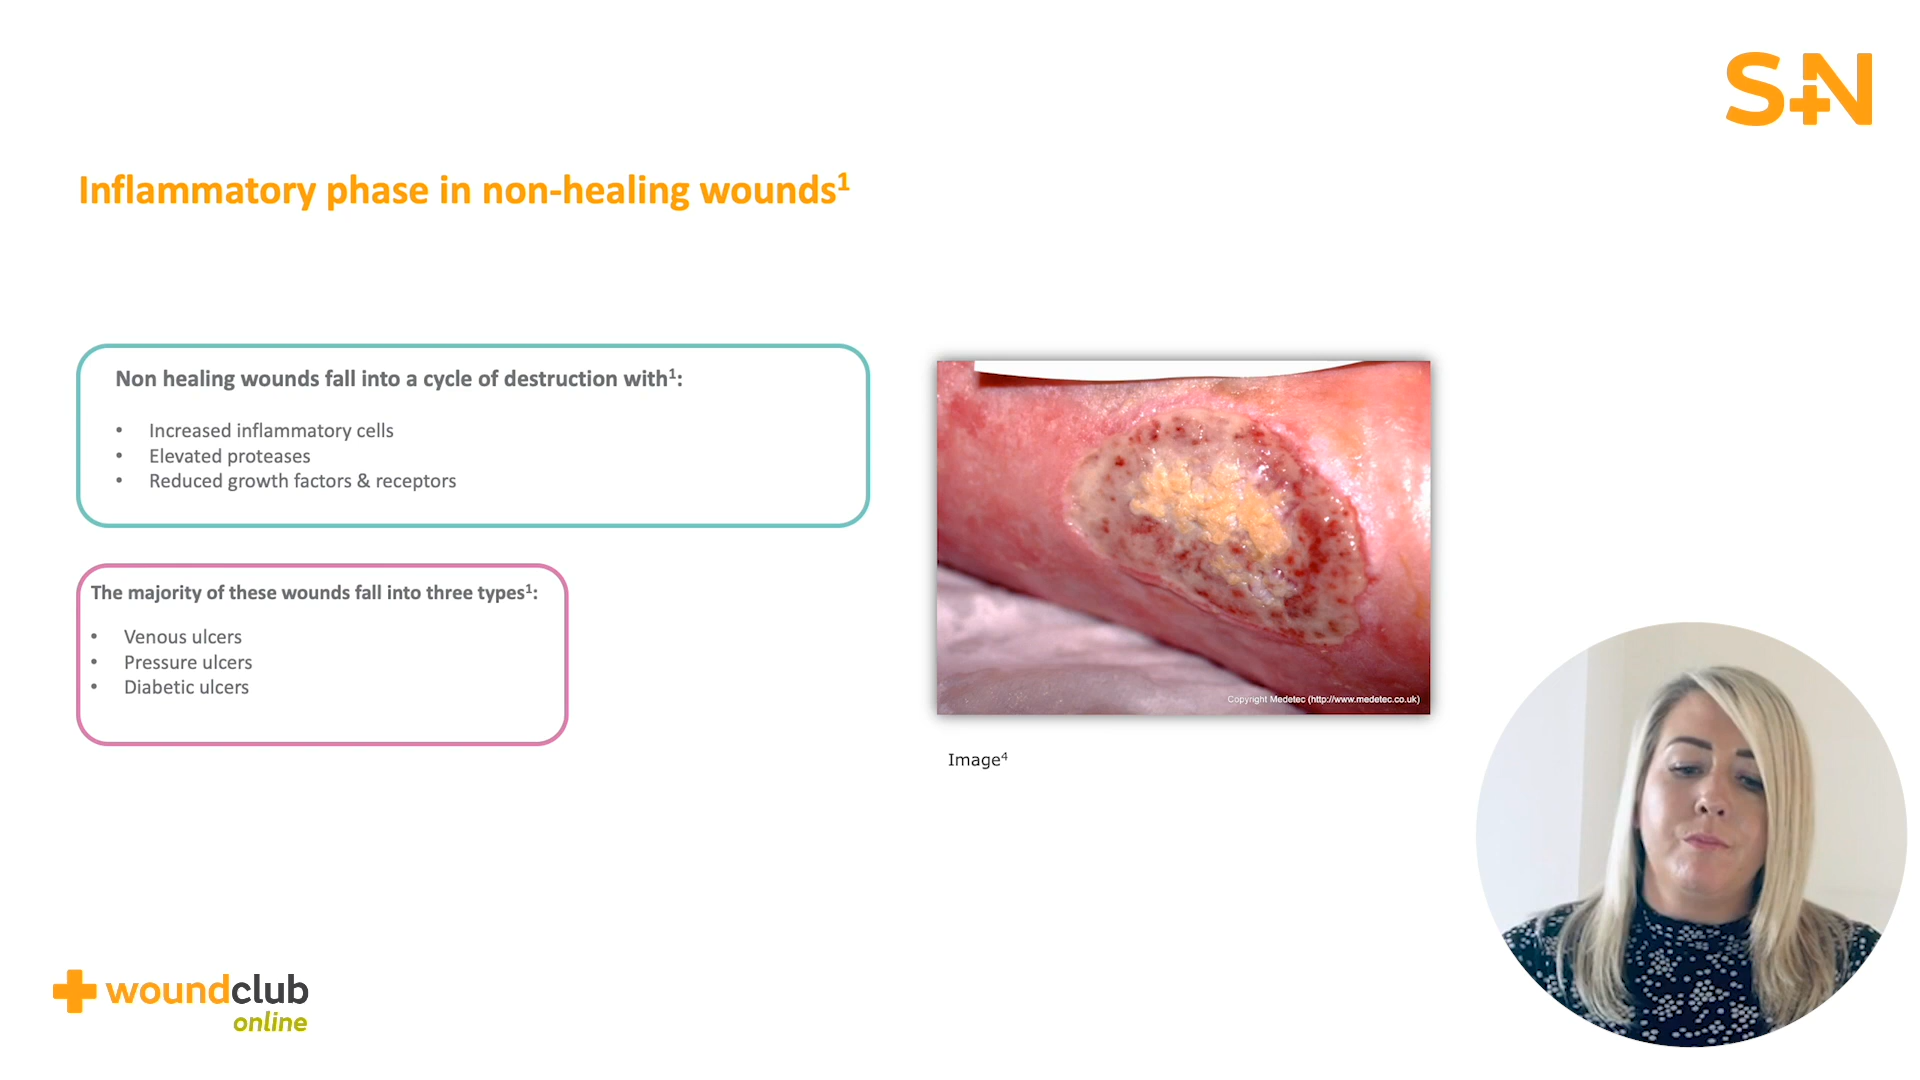 S+N
Inflammatory phase in non-healing wounds¹
Non healing wounds fall into a cycle of destruction with¹:
• Increased inflammatory cells
• Elevated proteases
• Reduced growth factors & receptors
The majority of these wounds fall into three types¹:
• Venous ulcers
• Pressure ulcers
• Diabetic ulcers
Copyright Medetec (http://www.medetec.co.uk)
Image⁴
woundclub
online